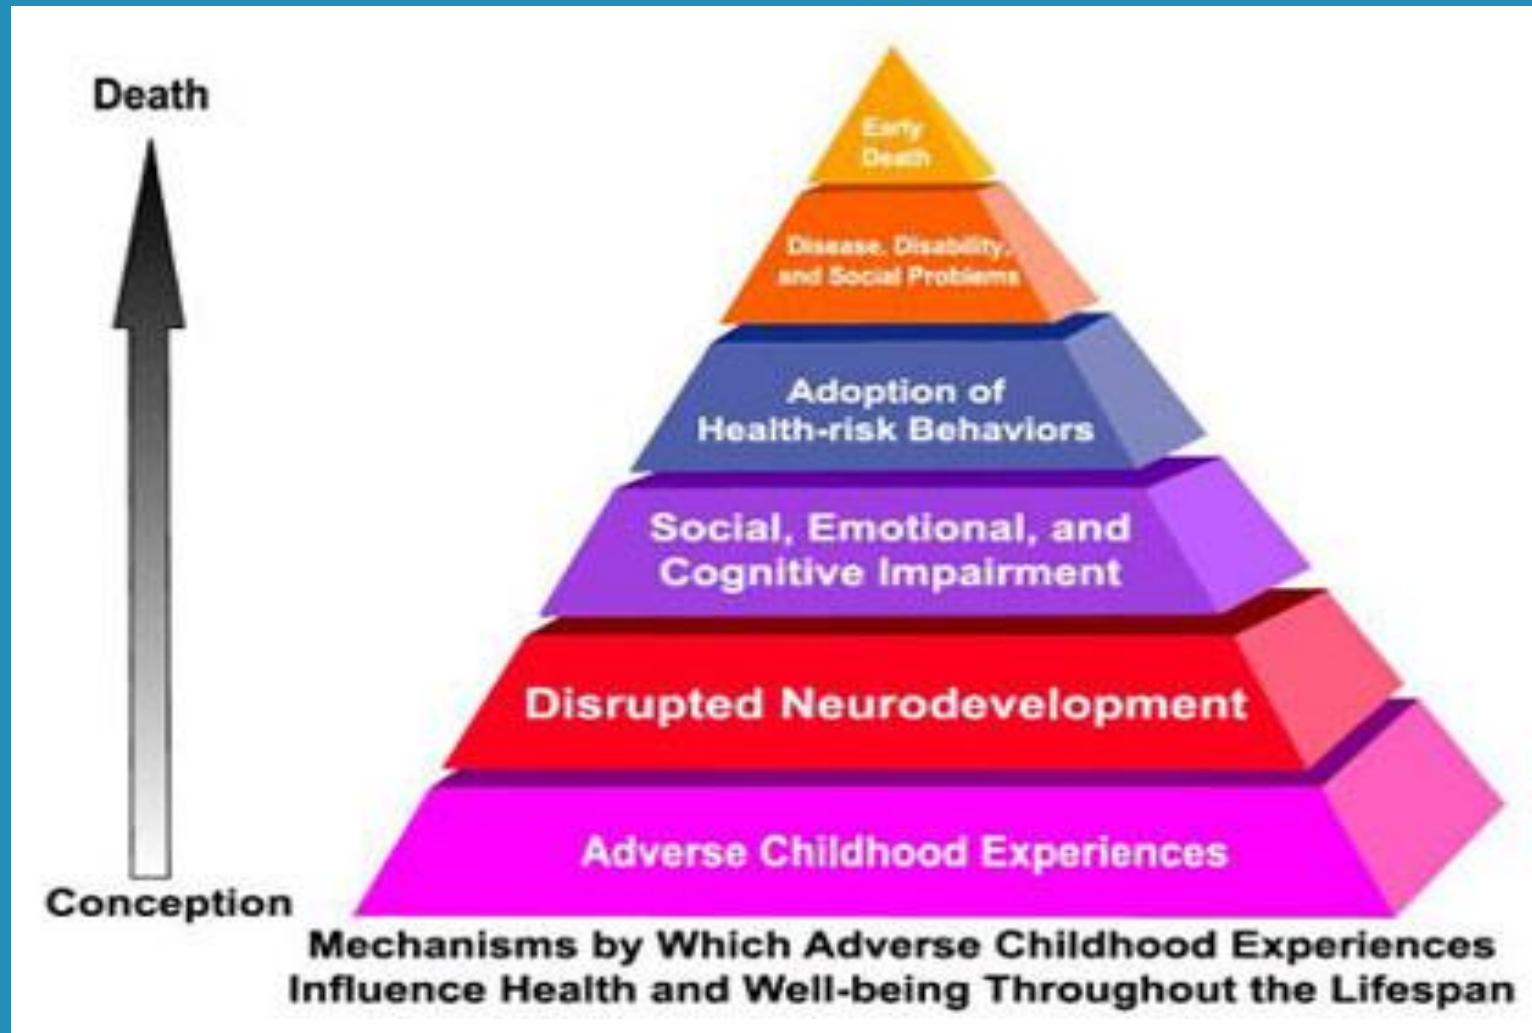 Death
Early
Death
Disease, Disability,
and Social Problems
Adoption of
Health-risk Behaviors
Social, Emotional, and
Cognitive Impairment
Disrupted Neurodevelopment
Adverse Childhood Experiences
Conception
Mechanisms by Which Adverse Childhood Experiences
Influence Health and Well-being Throughout the Lifespan